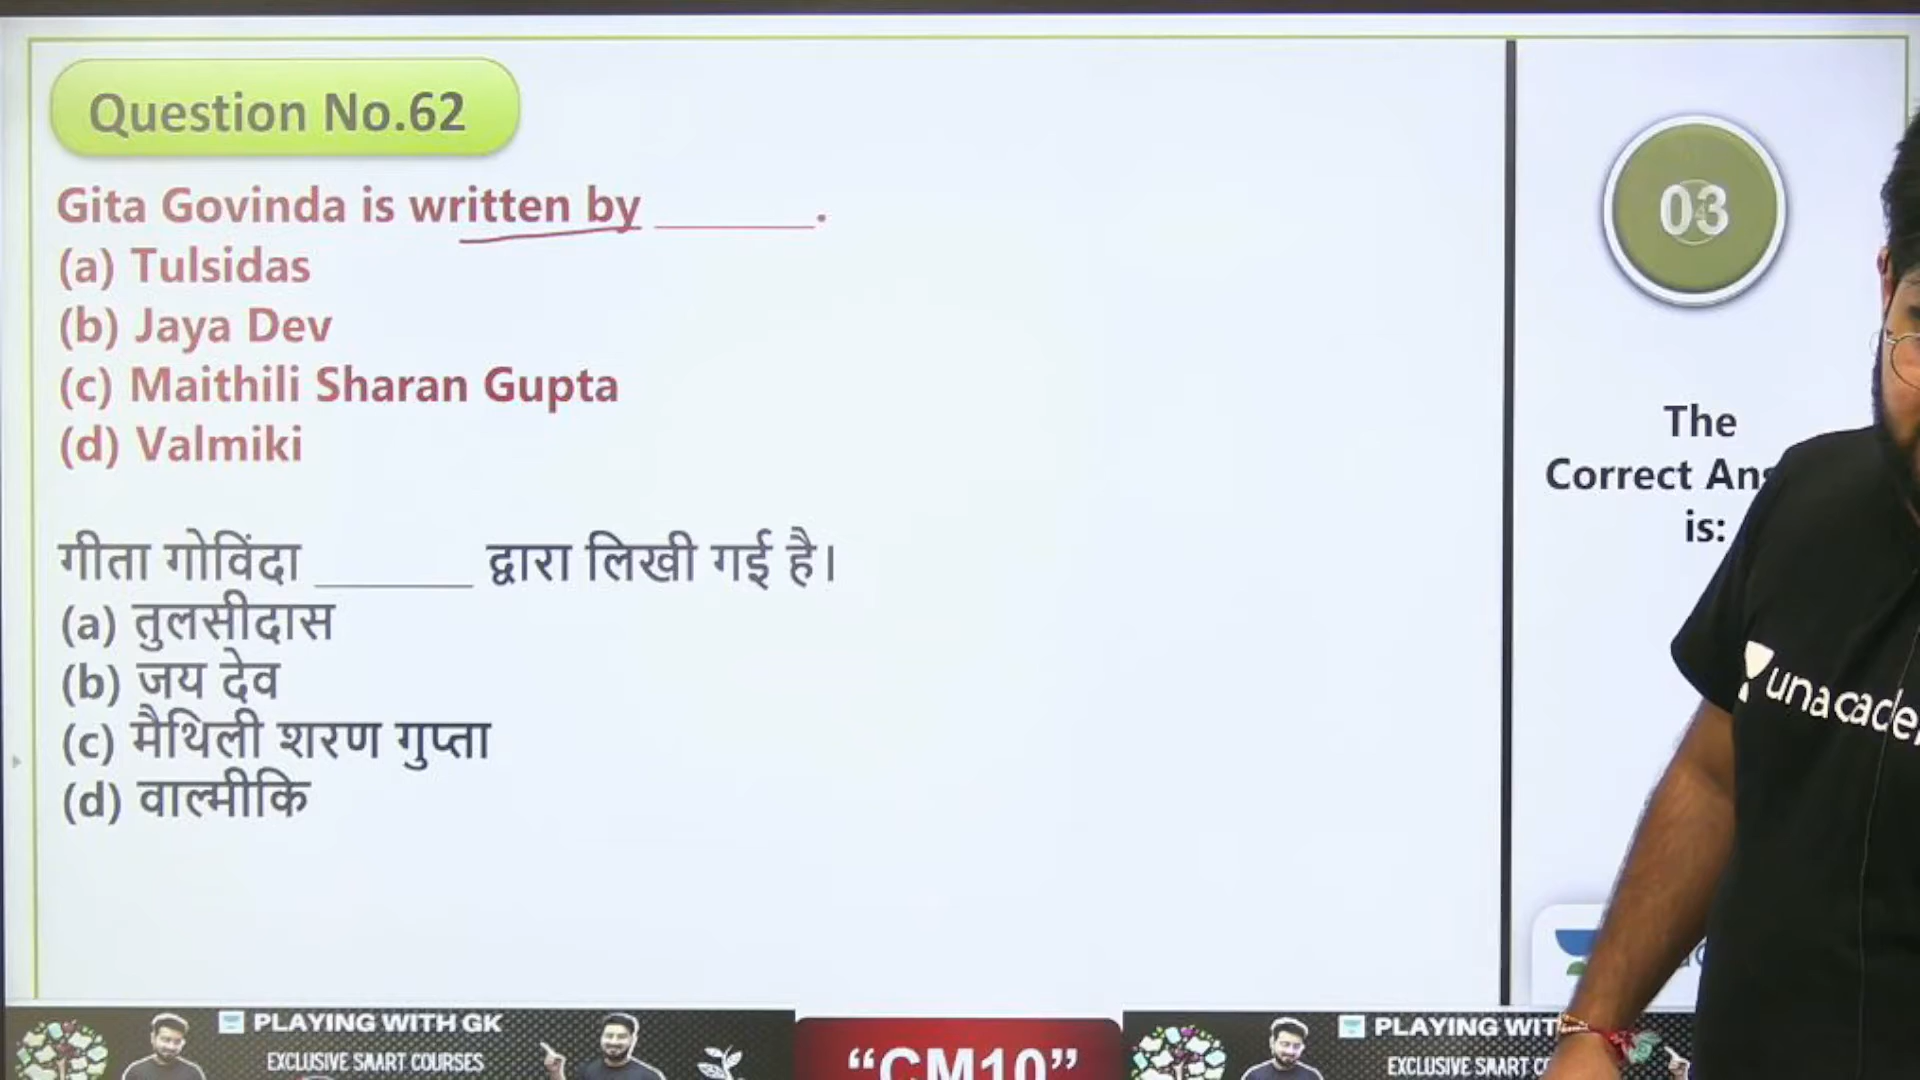 Question No.62
Gita Govinda is written by ______.
(a) Tulsidas
(b) Jaya Dev
(c) Maithili Sharan Gupta
(d) Valmiki
गीता गोविंदा ______ द्वारा लिखी गई है।
(a) तुलसीदास
(b) जय देव
(c) मैथिली शरण गुप्ता
(d) वाल्मीकि
03
The
Correct Ans
is:
unacade
PLAYING WITH GK
EXCLUSIVE SMART COURSES
“CM10”
PLAYING WIT
EXCLUSIVE SMART CO